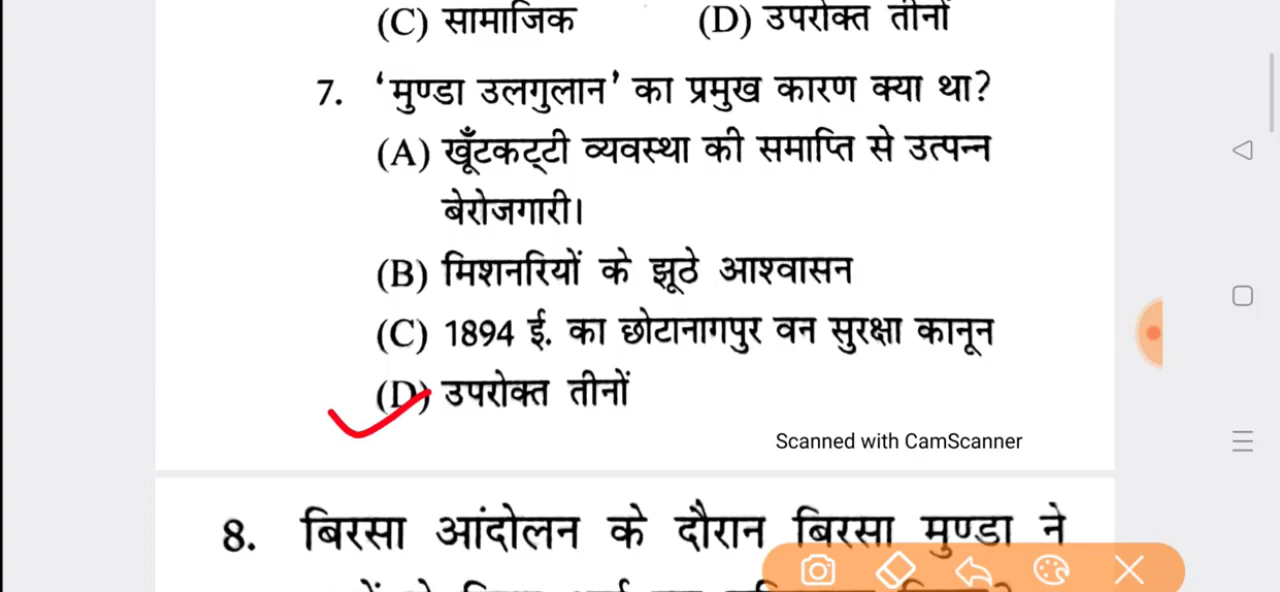 (C) सामाजिक (D) उपरोक्त तीनों
7. 'मुण्डा उलगुलान' का प्रमुख कारण क्या था?
(A) खूँटकट्टी व्यवस्था की समाप्ति से उत्पन्न
बेरोजगारी।
(B) मिशनरियों के झूठे आश्वासन
(C) 1894 ई. का छोटानागपुर वन सुरक्षा कानून
(D) उपरोक्त तीनों
Scanned with CamScanner
8. बिरसा आंदोलन के दौरान बिरसा मुण्डा ने